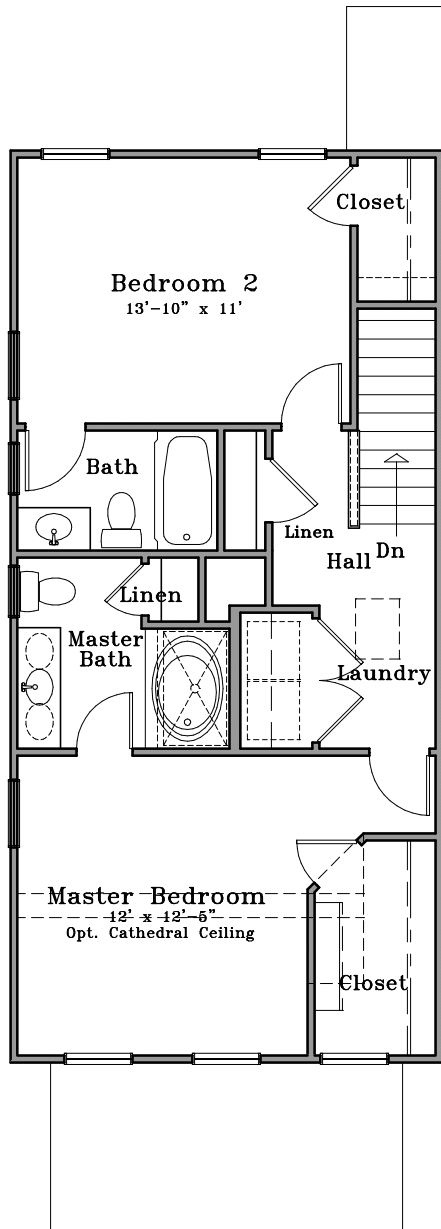 Closet
Bedroom 2
13'-10" x 11'
Bath
Linen
Hall
Dn
Linen
Master
Bath
Laundry
Master Bedroom
12' x 12'-5"
Opt. Cathedral Ceiling
Closet